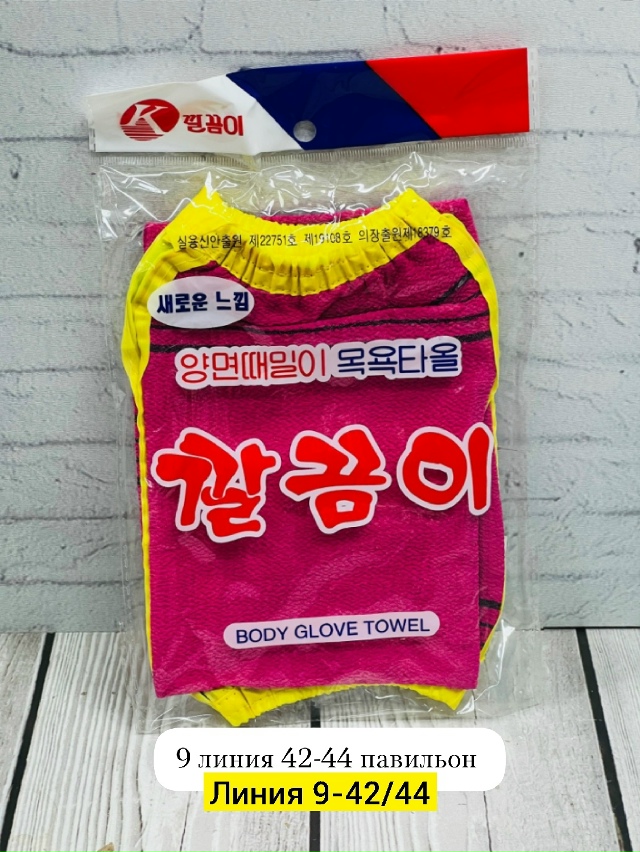 K 깔끔이
실용신안출원 제22751호 제19108호 의장출원제18379호
새로운 느낌
양면때밀이 목욕타올
깔끔이
BODY GLOVE TOWEL
9 линия 42-44 павильон
Линия 9-42/44